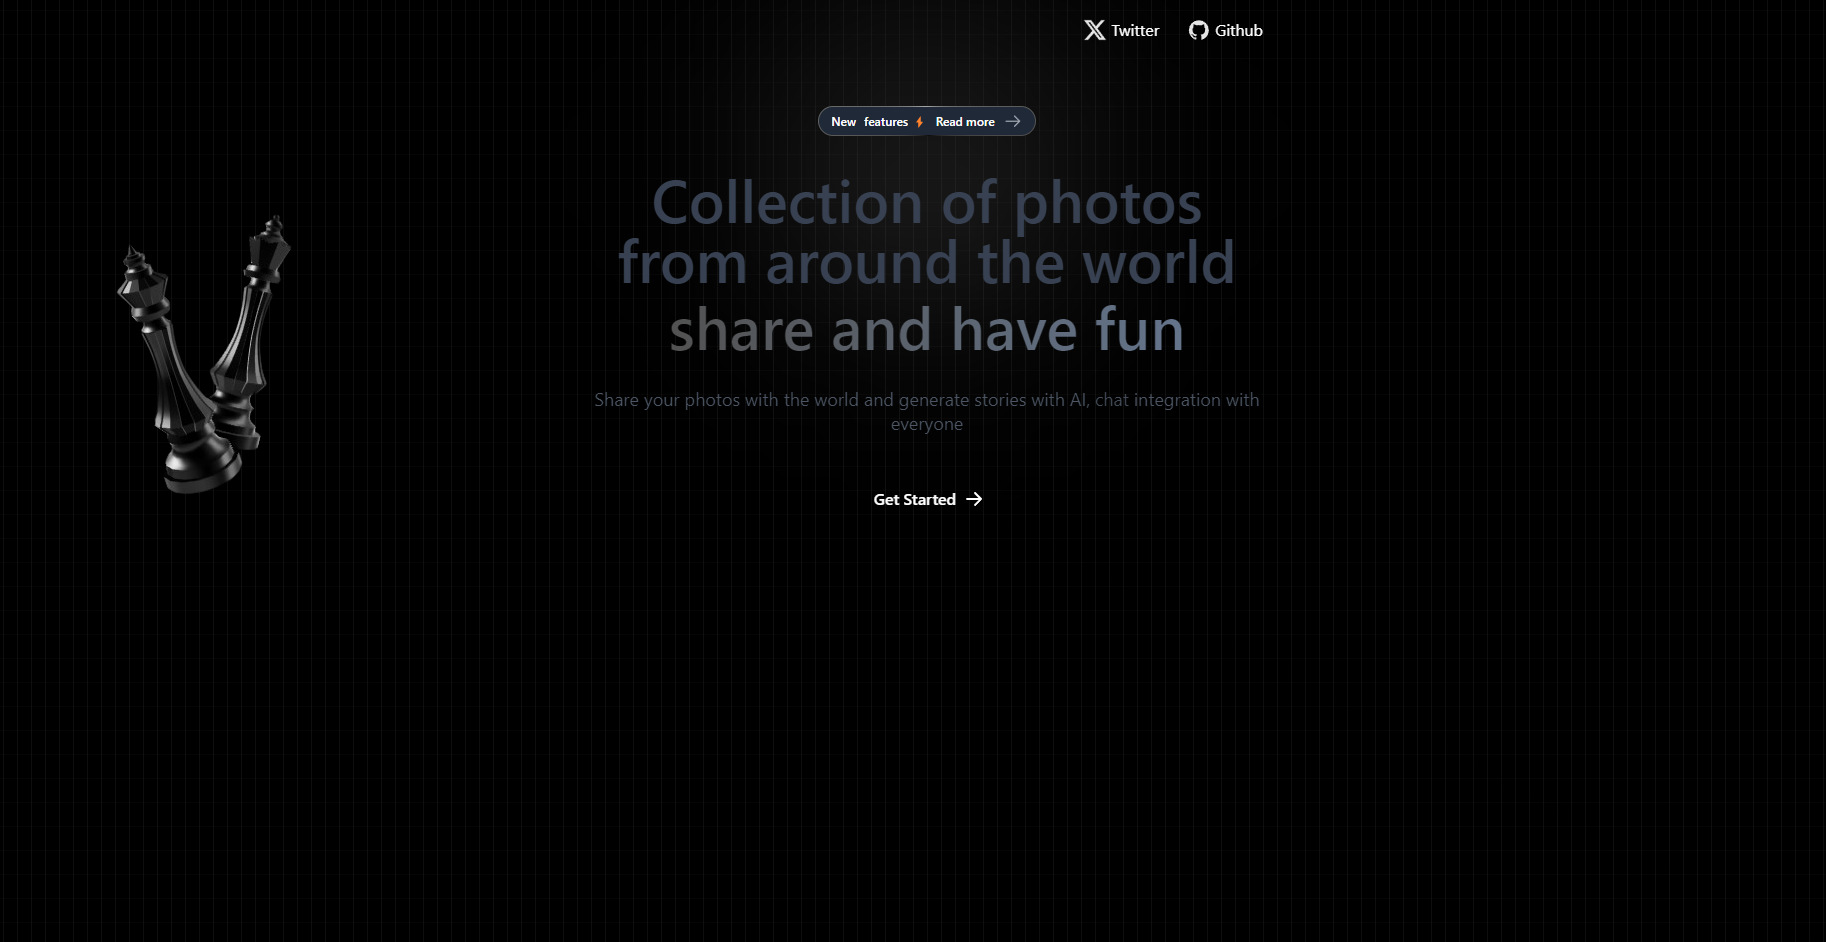 Twitter
Github
New features Read more
Collection of photos
from around the world
share and have fun
Share your photos with the world and generate stories with AI, chat integration with
everyone
Get Started